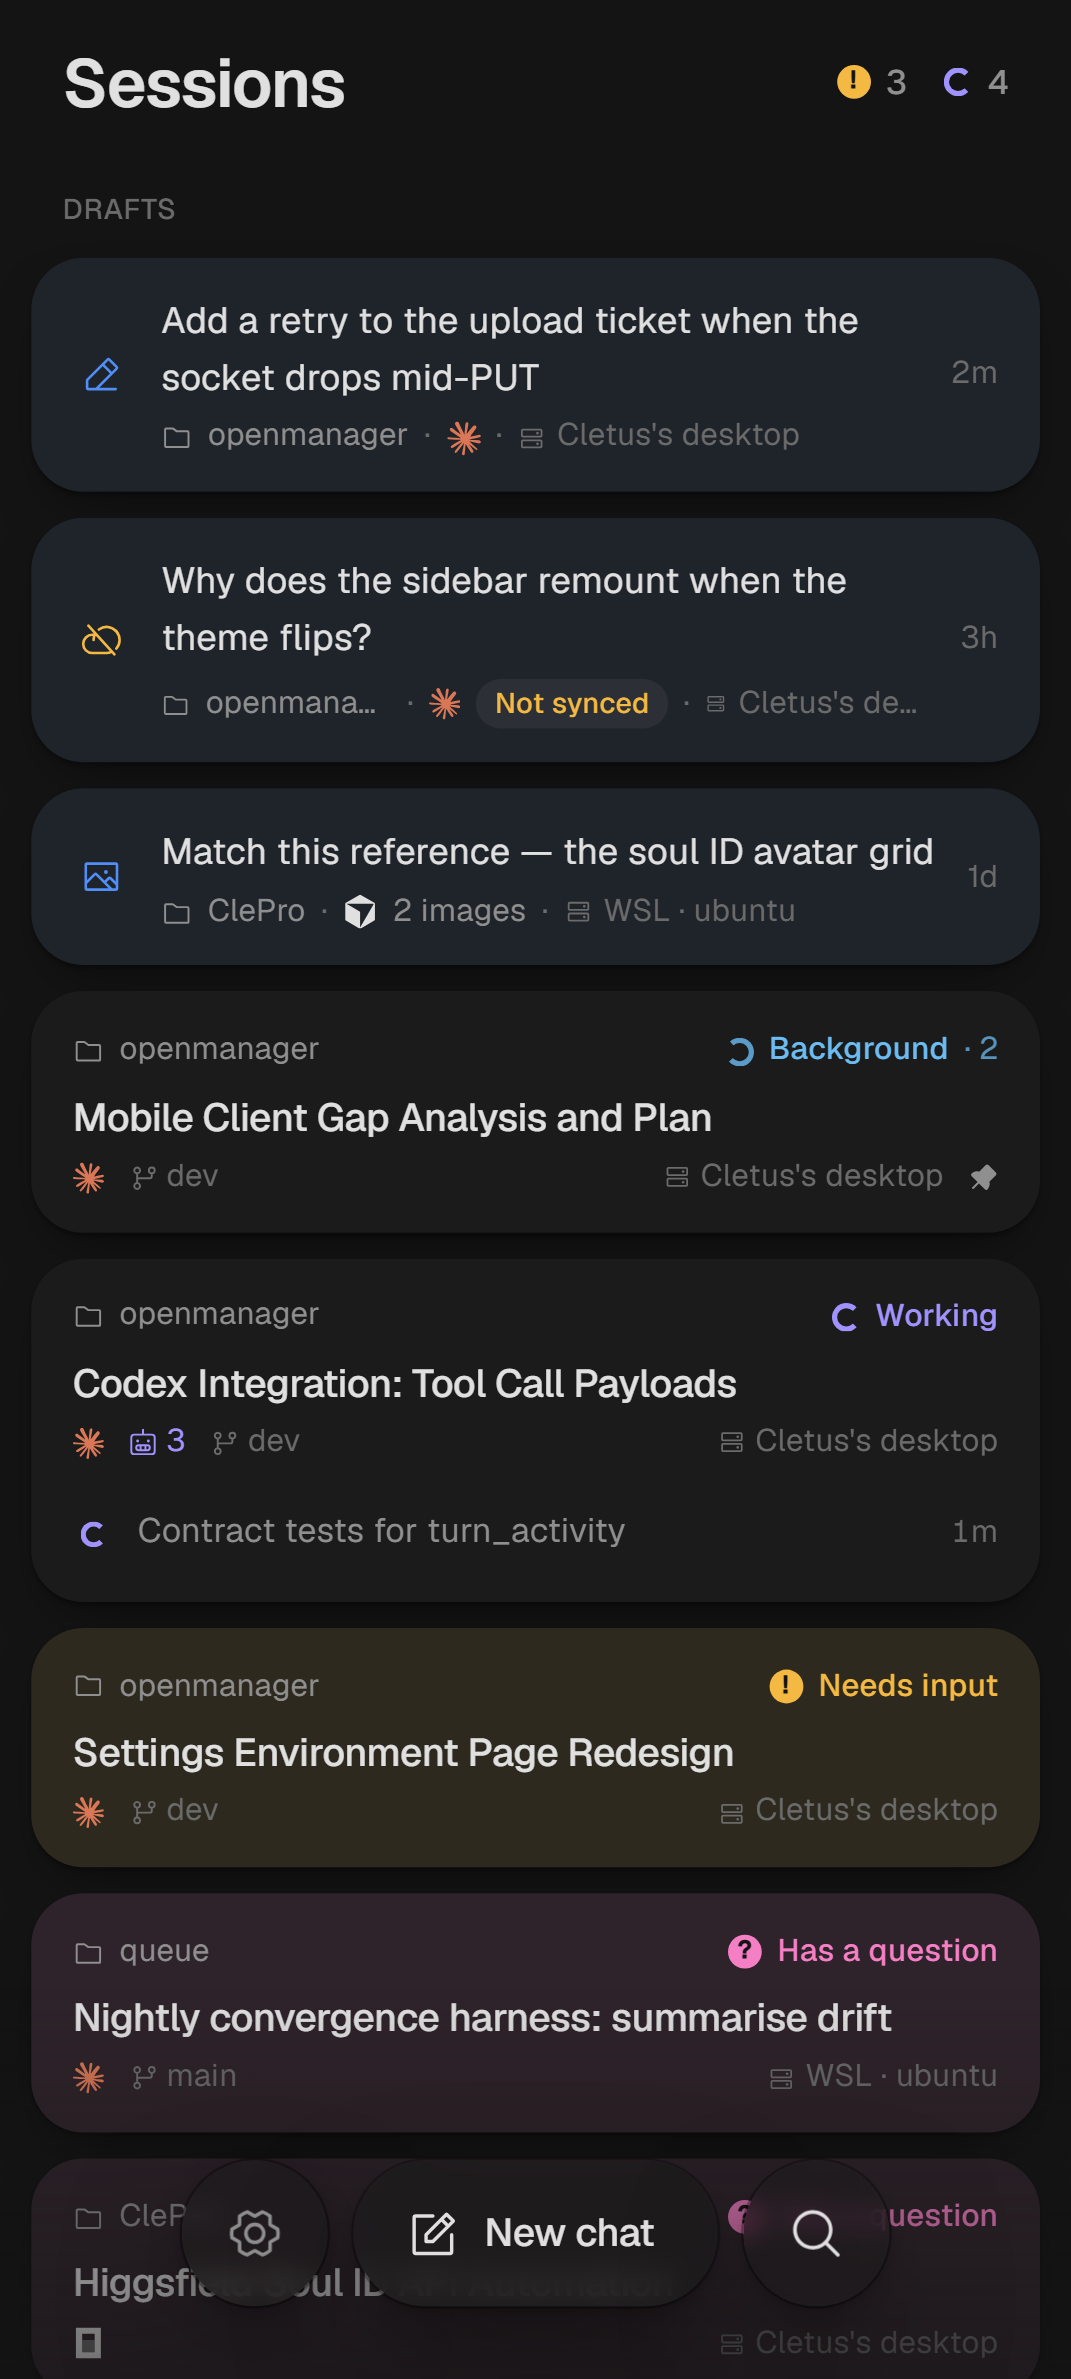 Sessions
3 4
DRAFTS
Add a retry to the upload ticket when the
socket drops mid-PUT
2m
openmanager · · Cletus's desktop
Why does the sidebar remount when the
theme flips?
3h
openmana... · Not synced · Cletus's de...
Match this reference — the soul ID avatar grid
1d
ClePro · 2 images · WSL · ubuntu
openmanager
Background · 2
Mobile Client Gap Analysis and Plan
dev
Cletus's desktop
openmanager
Working
Codex Integration: Tool Call Payloads
3 dev
Cletus's desktop
Contract tests for turn_activity
1m
openmanager
Needs input
Settings Environment Page Redesign
dev
Cletus's desktop
queue
Has a question
Nightly convergence harness: summarise drift
main
WSL · ubuntu
New chat
Soul ID API Automation
Cletus's desktop